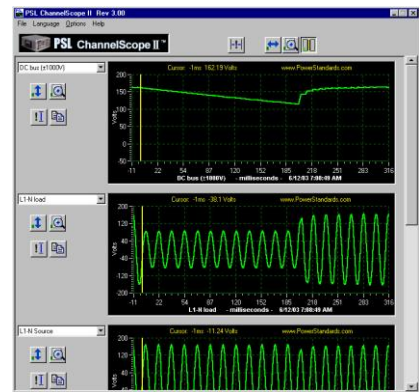 PSL ChannelScope II Rev 3.00
File Language Options Help
PSL ChannelScope II™
DC bus (±1000V)
Cursor: -1ms 162.19 Volts www.PowerStandards.com
Volts
200
150
100
50
0
-50
-11 22 54 87 120 152 185 218 251 283 316
DC bus (±1000V) - milliseconds - 6/12/03 7:08:49 AM
L1-N load
Cursor: -1ms -38.1 Volts www.PowerStandards.com
Volts
200
120
40
-40
-120
-200
-11 22 54 87 120 152 185 218 251 283 316
L1-N load - milliseconds - 6/12/03 7:08:49 AM
L1-N Source
Cursor: -1ms -11.24 Volts www.PowerStandards.com
200
120
40
-40